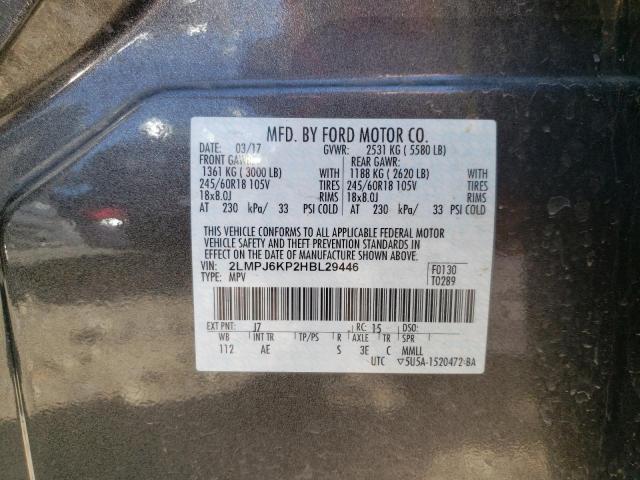 MFD. BY FORD MOTOR CO.
DATE: 03/17 GVWR: 2531 KG ( 5580 LB)
FRONT GAWR: REAR GAWR:
1361 KG ( 3000 LB) WITH 1188 KG ( 2620 LB) WITH
245/60R18 105V TIRES 245/60R18 105V TIRES
18x8.0J RIMS 18x8.0J RIMS
AT 230 kPa/ 33 PSI COLD AT 230 kPa/ 33 PSI COLD
THIS VEHICLE CONFORMS TO ALL APPLICABLE FEDERAL MOTOR
VEHICLE SAFETY AND THEFT PREVENTION STANDARDS IN
EFFECT ON THE DATE OF MANUFACTURE SHOWN ABOVE.
VIN: 2LMPJ6KP2HBL29446 F0130
TYPE: MPV T0289
EXT PNT: J7 RC: 15 DSO:
WB INT TR TP/PS R AXLE TR SPR
112 AE S 3E C MMLL
UTC ▽5U5A-1520472-BA